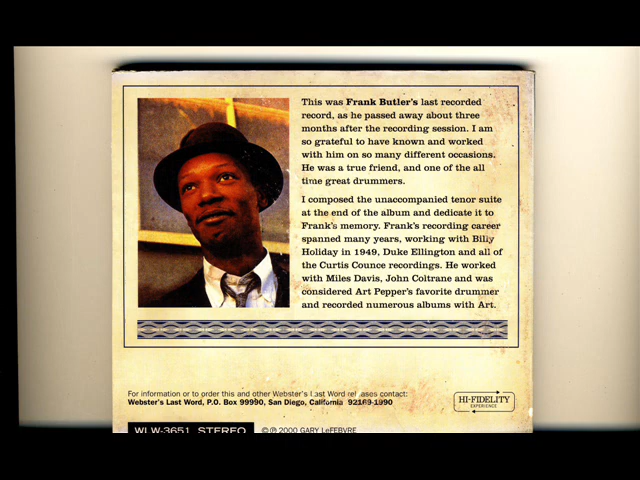 This was Frank Butler's last recorded
record, as he passed away about three
months after the recording session. I am
so grateful to have known and worked
with him on so many different occasions.
He was a true friend, and one of the all
time great drummers.
I composed the unaccompanied tenor suite
at the end of the album and dedicate it to
Frank's memory. Frank's recording career
spanned many years, working with Billy
Holiday in 1949, Duke Ellington and all of
the Curtis Counce recordings. He worked
with Miles Davis, John Coltrane and was
considered Art Pepper's favorite drummer
and recorded numerous albums with Art.
For information or to order this and other Webster's Last Word releases contact:
Webster's Last Word, P.O. Box 99990, San Diego, California 92169-1990
HI-FIDELITY
EXPERIENCE
WLW-3651 STEREO
©℗ 2000 GARY LeFEBVRE